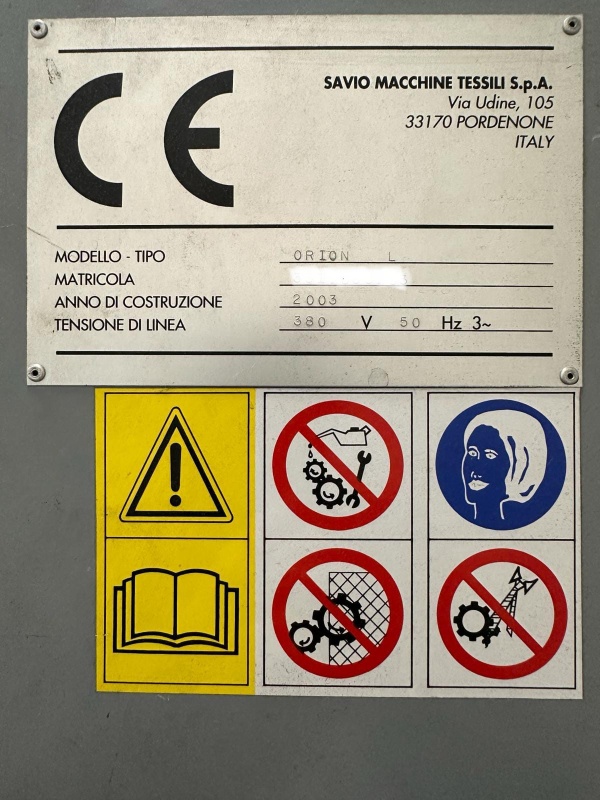 CE
SAVIO MACCHINE TESSILI S.p.A.
Via Udine, 105
33170 PORDENONE
ITALY
MODELLO - TIPO ORION L
MATRICOLA
ANNO DI COSTRUZIONE 2003
TENSIONE DI LINEA 380 V 50 Hz 3~